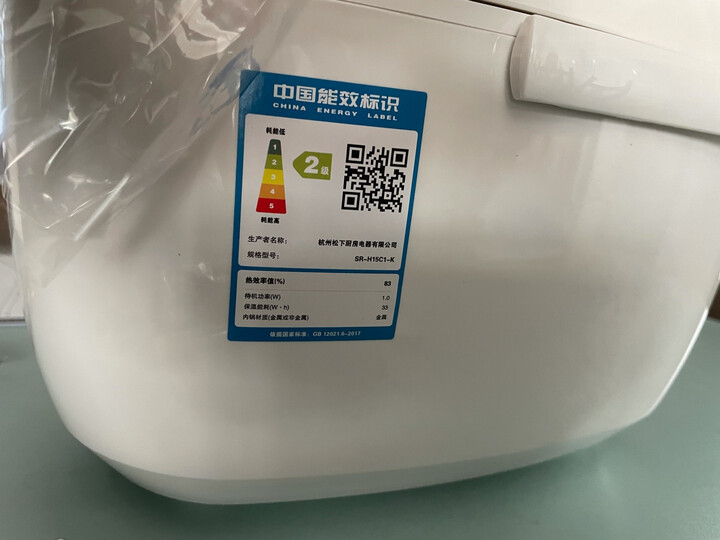 中国能效标识
CHINA ENERGY LABEL
耗能低
1
2
3
4
5
2级
耗能高
生产者名称： 杭州松下厨房电器有限公司
规格型号： SR-H15C1-K
热效率值(%) 83
待机功率(W) 1.0
保温能耗(W·h) 33
内锅材质(金属或非金属) 金属
依据国家标准：GB 12021.6-2017